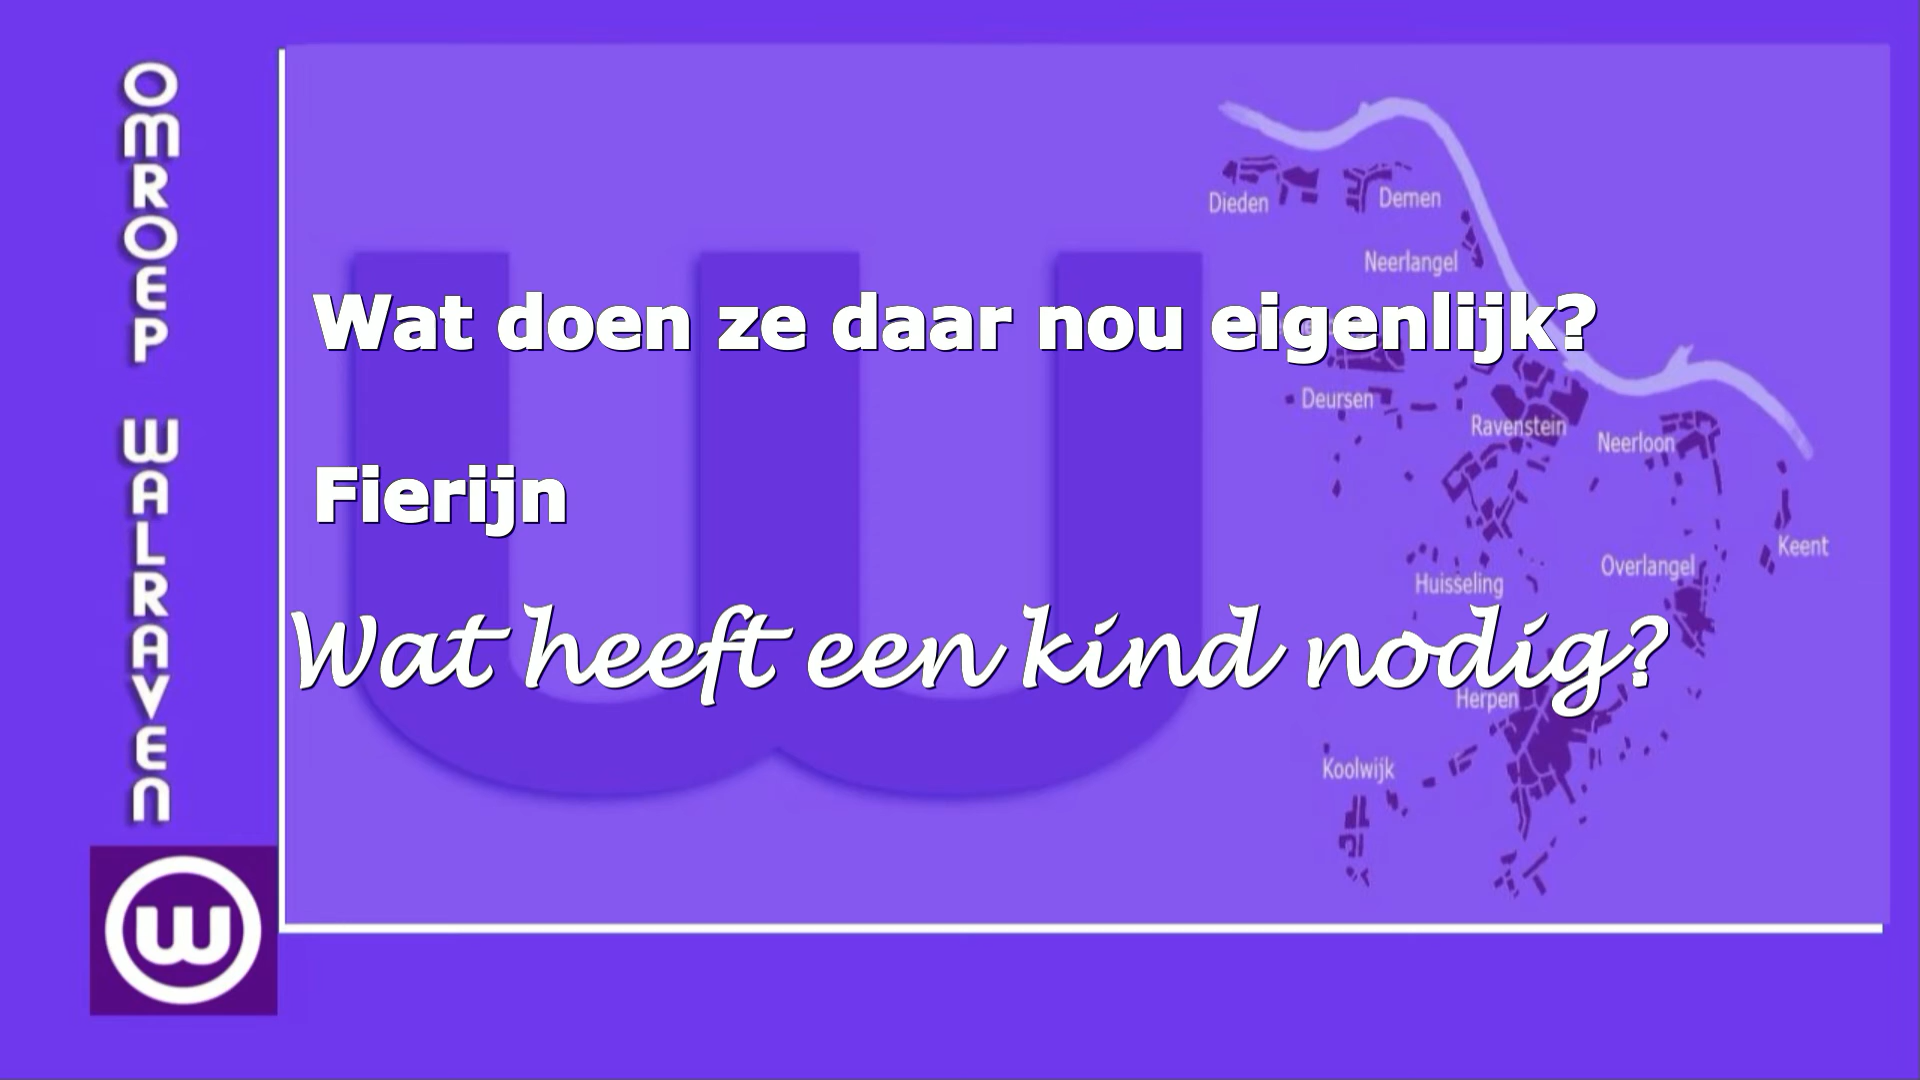 OMROEP WALRAVEN
Dieden
Demen
Neerlangel
Wat doen ze daar nou eigenlijk?
Deursen
Ravenstein
Neerloon
Fierijn
Keent
Overlangel
Huisseling
Wat heeft een kind nodig?
Herpen
Koolwijk
W